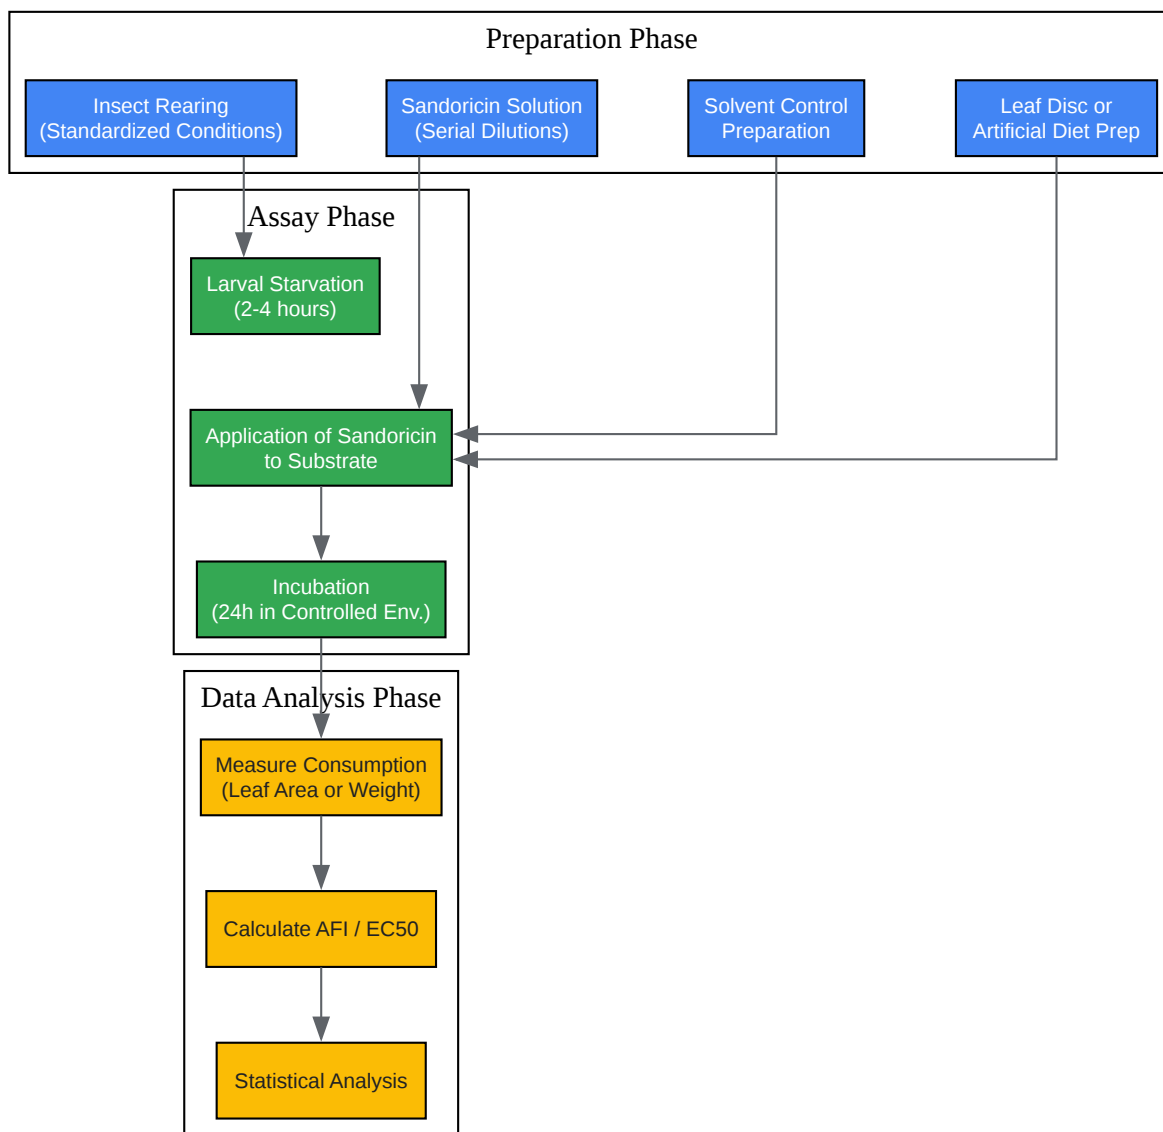 Preparation Phase
Insect Rearing
(Standardized Conditions)
Sandoricin Solution
(Serial Dilutions)
Solvent Control
Preparation
Leaf Disc or
Artificial Diet Prep
Assay Phase
Larval Starvation
(2-4 hours)
Application of Sandoricin
to Substrate
Incubation
(24h in Controlled Env.)
Data Analysis Phase
Measure Consumption
(Leaf Area or Weight)
Calculate AFI / EC50
Statistical Analysis